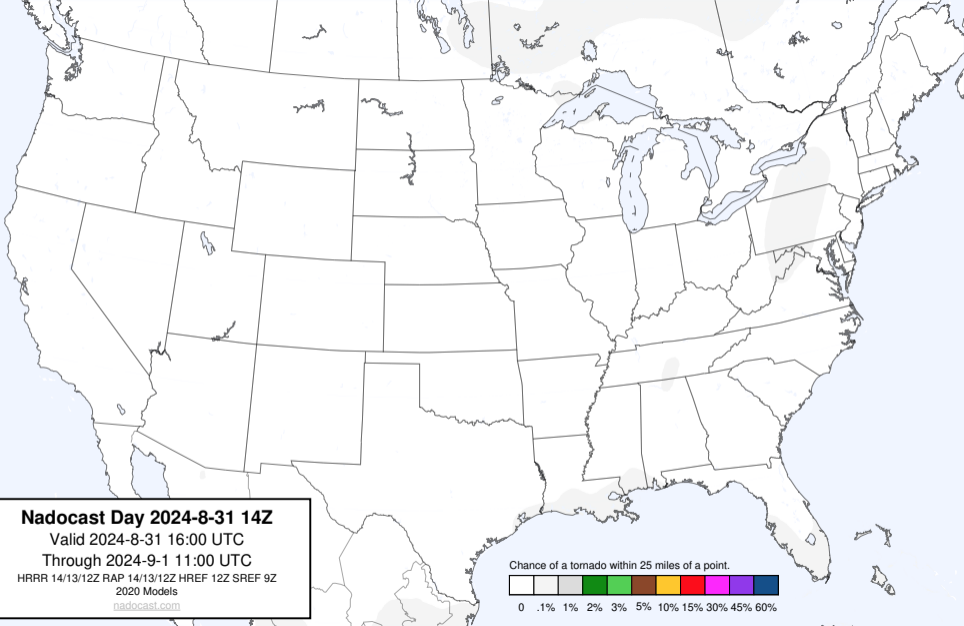 Nadocast Day 2024-8-31 14Z
Valid 2024-8-31 16:00 UTC
Through 2024-9-1 11:00 UTC
HRRR 14/13/12Z RAP 14/13/12Z HREF 12Z SREF 9Z
2020 Models
nadocast.com
Chance of a tornado within 25 miles of a point.
0 .1% 1% 2% 3% 5% 10% 15% 30% 45% 60%